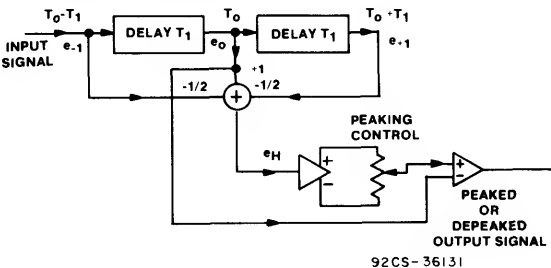 T₀-T₁
T₀
T₀ +T₁
INPUT
SIGNAL
e₋₁
DELAY T₁
e₀
DELAY T₁
e₊₁
+1
-1/2
-1/2
+
PEAKING
CONTROL
e_H
+
−
+
−
PEAKED
OR
DEPEAKED
OUTPUT SIGNAL
92CS-36131